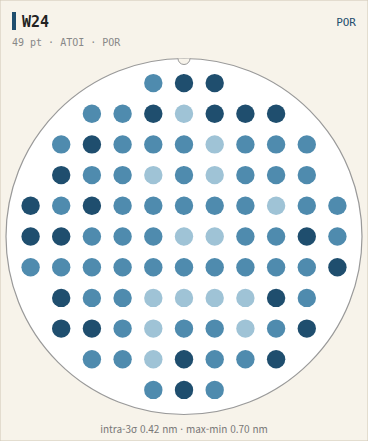 W24
POR
49 pt · ATOI · POR
intra-3σ 0.42 nm · max-min 0.70 nm